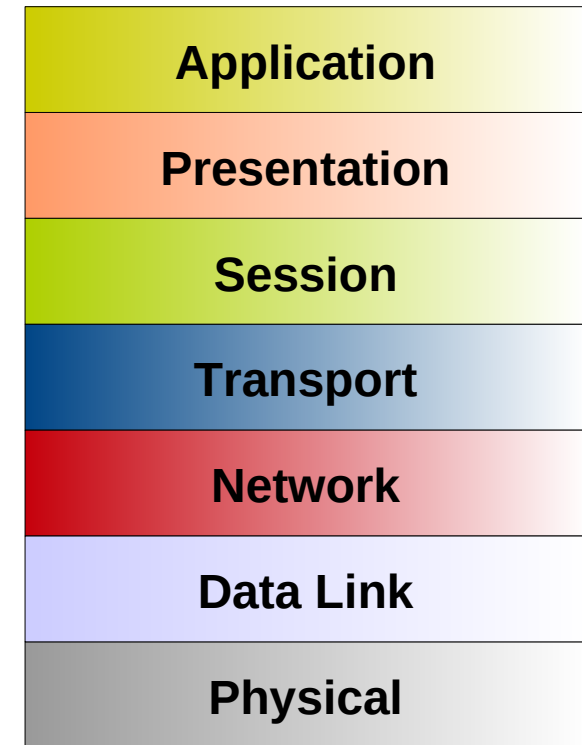 Application
Presentation
Session
Transport
Network
Data Link
Physical